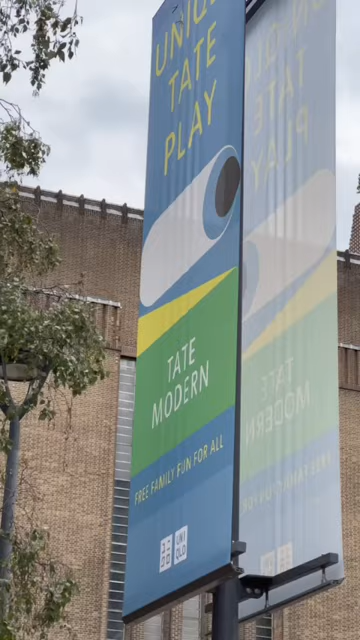 UNIQLO
TATE
PLAY
TATE
MODERN
FREE FAMILY FUN FOR ALL
UNI
QLO